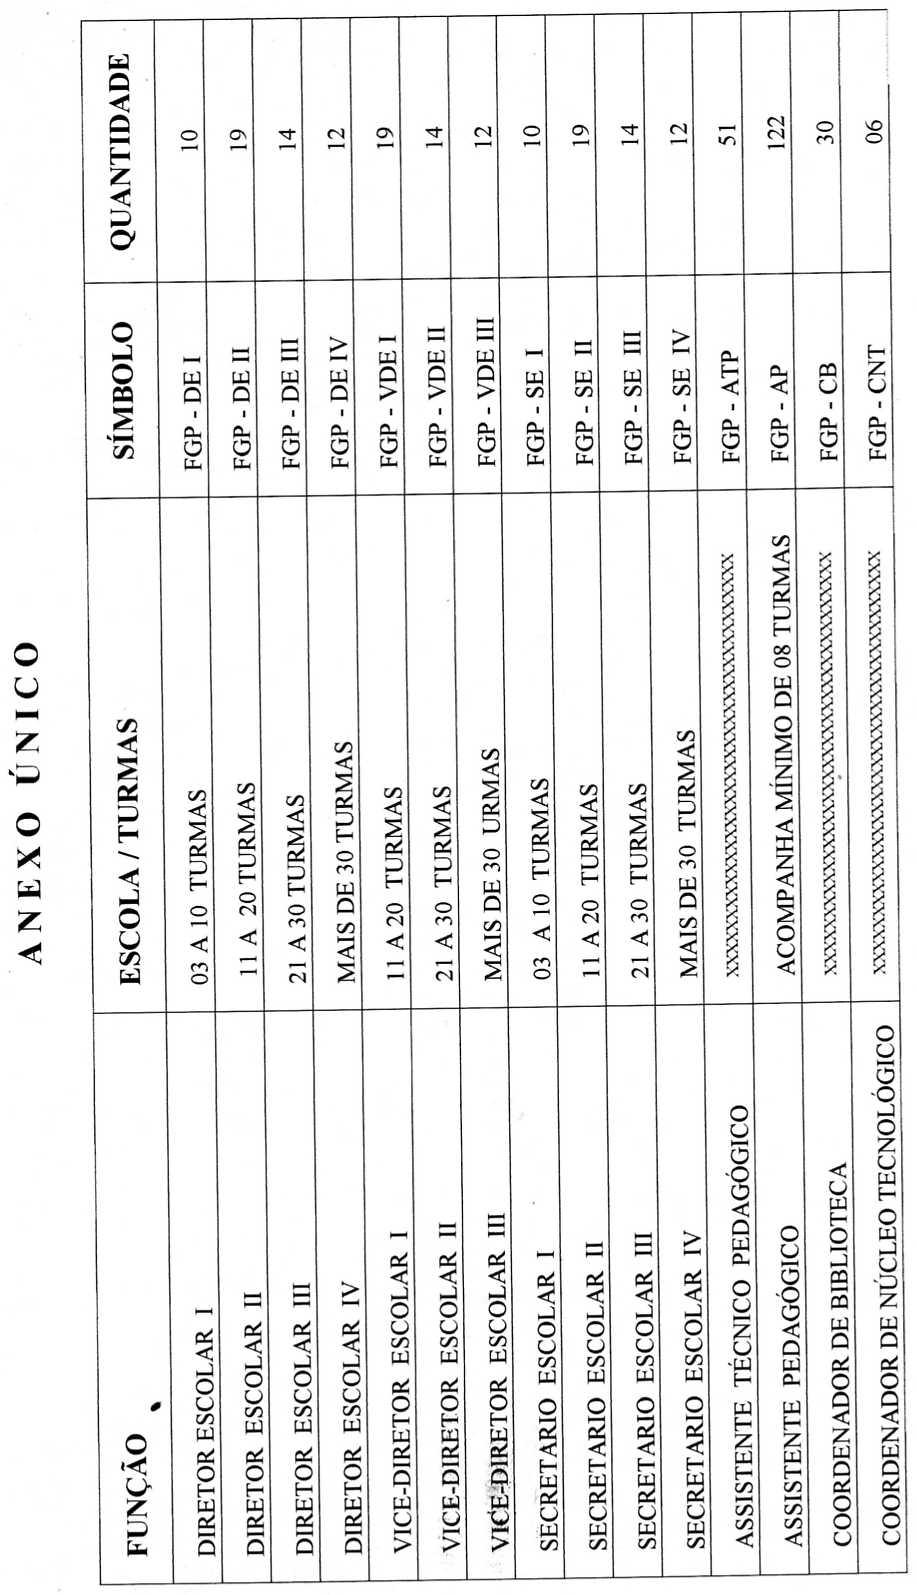 ANEXO ÚNICO
FUNÇÃO ESCOLA / TURMAS SÍMBOLO QUANTIDADE
DIRETOR ESCOLAR I 03 A 10 TURMAS FGP - DE I 10
DIRETOR ESCOLAR II 11 A 20 TURMAS FGP - DE II 19
DIRETOR ESCOLAR III 21 A 30 TURMAS FGP - DE III 14
DIRETOR ESCOLAR IV MAIS DE 30 TURMAS FGP - DE IV 12
VICE-DIRETOR ESCOLAR I 11 A 20 TURMAS FGP - VDE I 19
VICE-DIRETOR ESCOLAR II 21 A 30 TURMAS FGP - VDE II 14
VICE-DIRETOR ESCOLAR III MAIS DE 30 URMAS FGP - VDE III 12
SECRETARIO ESCOLAR I 03 A 10 TURMAS FGP - SE I 10
SECRETARIO ESCOLAR II 11 A 20 TURMAS FGP - SE II 19
SECRETARIO ESCOLAR III 21 A 30 TURMAS FGP - SE III 14
SECRETARIO ESCOLAR IV MAIS DE 30 TURMAS FGP - SE IV 12
ASSISTENTE TÉCNICO PEDAGÓGICO xxxxxxxxxxxxxxxxxxxxxxxxxxxxxxxxxxx FGP - ATP 51
ASSISTENTE PEDAGÓGICO ACOMPANHA MÍNIMO DE 08 TURMAS FGP - AP 122
COORDENADOR DE BIBLIOTECA xxxxxxxxxxxxxxxxxxxxxxxxxxxxxxxxxxx FGP - CB 30
COORDENADOR DE NÚCLEO TECNOLÓGICO xxxxxxxxxxxxxxxxxxxxxxxxxxxxxxxxxxx FGP - CNT 06